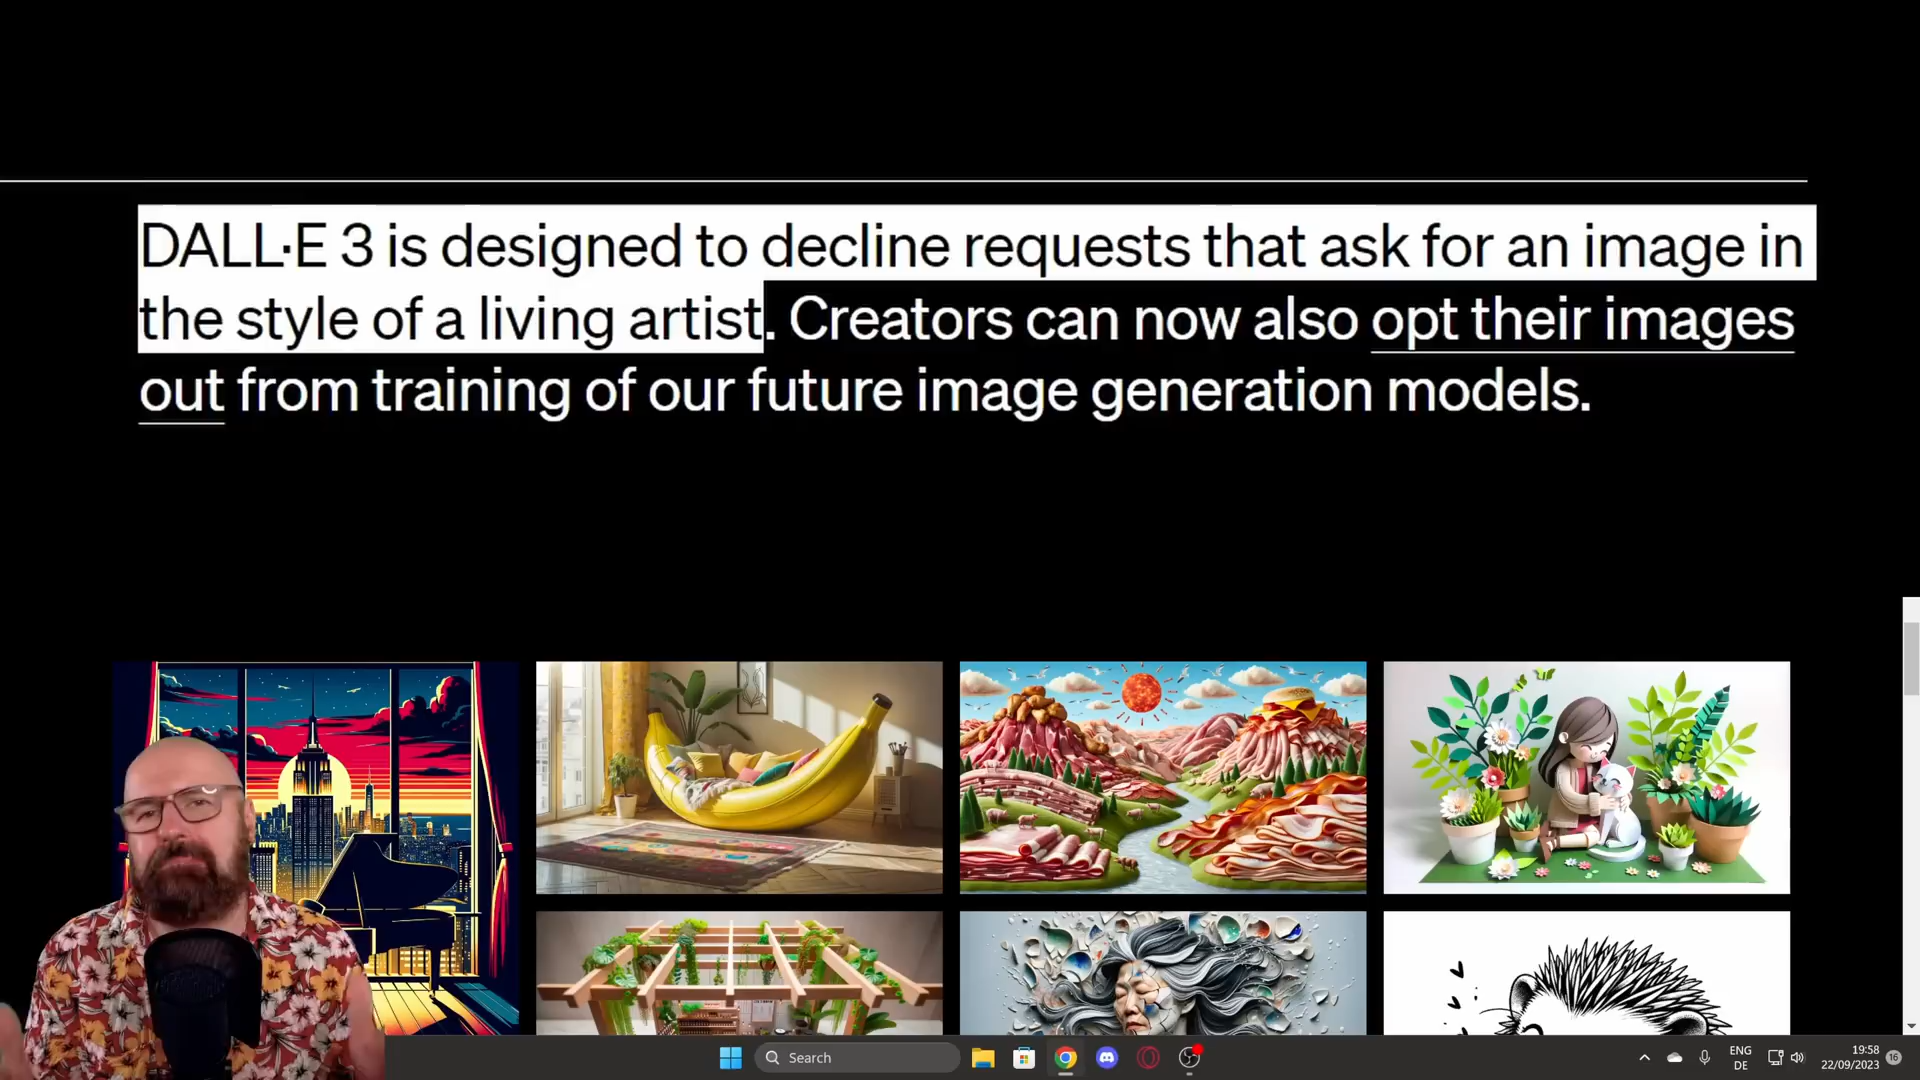 DALL·E 3 is designed to decline requests that ask for an image in
the style of a living artist. Creators can now also opt their images
out from training of our future image generation models.
Search
ENG
DE
19:58
22/09/2023
16